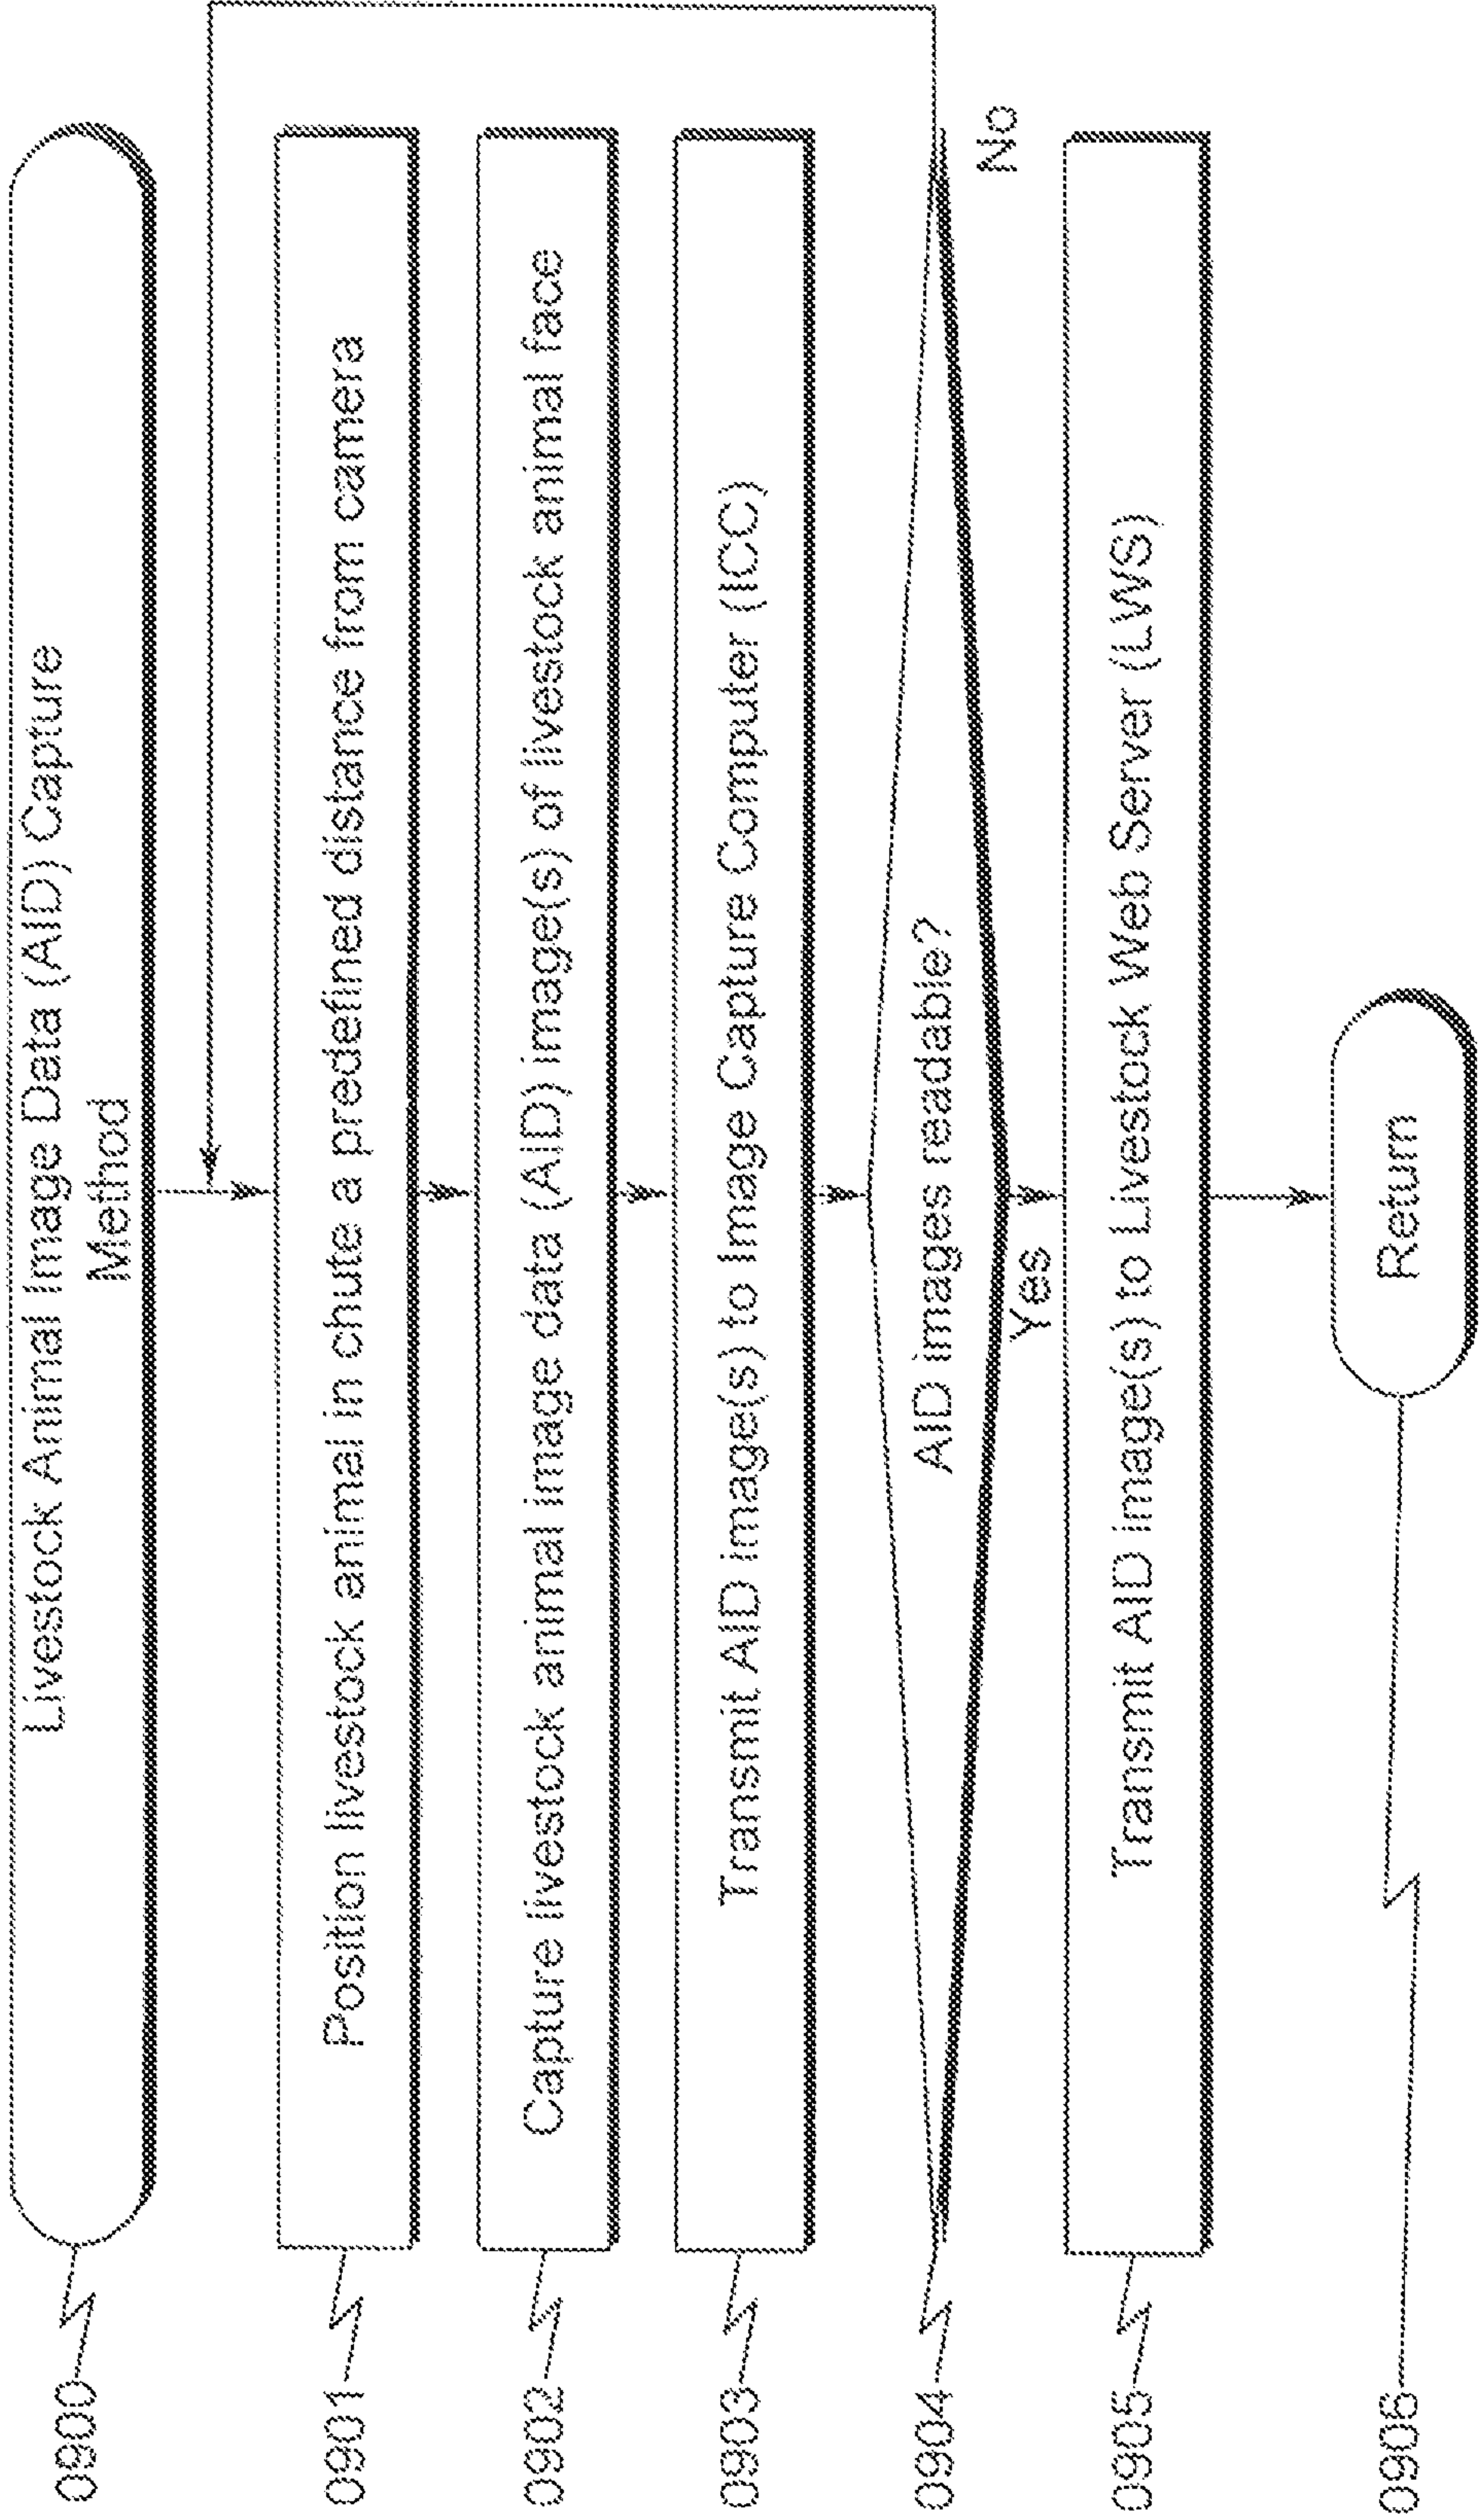 Livestock Animal Image Data (AID) Capture
Method
0900
Position livestock animal in chute a predefined distance from camera
0901
Capture livestock animal image data (AID) image(s) of livestock animal face
0902
Transmit AID image(s) to Image Capture Computer (ICC)
0903
AID images readable?
0904
No
Yes
Transmit AID image(s) to Livestock Web Server (LWS)
0905
Return
0906